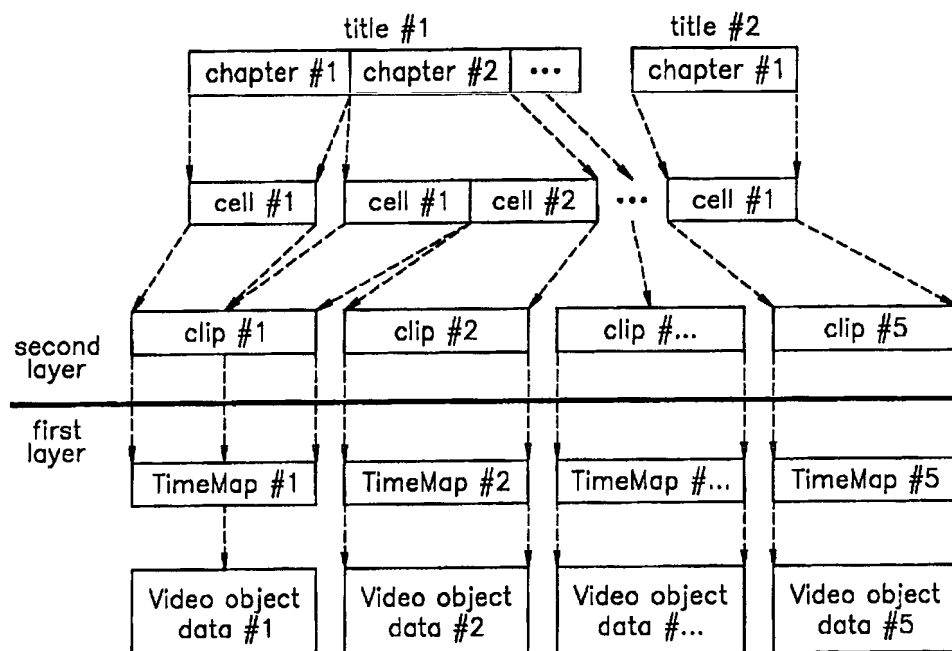 title #1 title #2
chapter #1 chapter #2 ••• chapter #1
cell #1 cell #1 cell #2 ••• cell #1
clip #1 clip #2 clip #... clip #5
second
layer
first
layer
TimeMap #1 TimeMap #2 TimeMap #... TimeMap #5
Video object Video object Video object Video object
data #1 data #2 data #... data #5